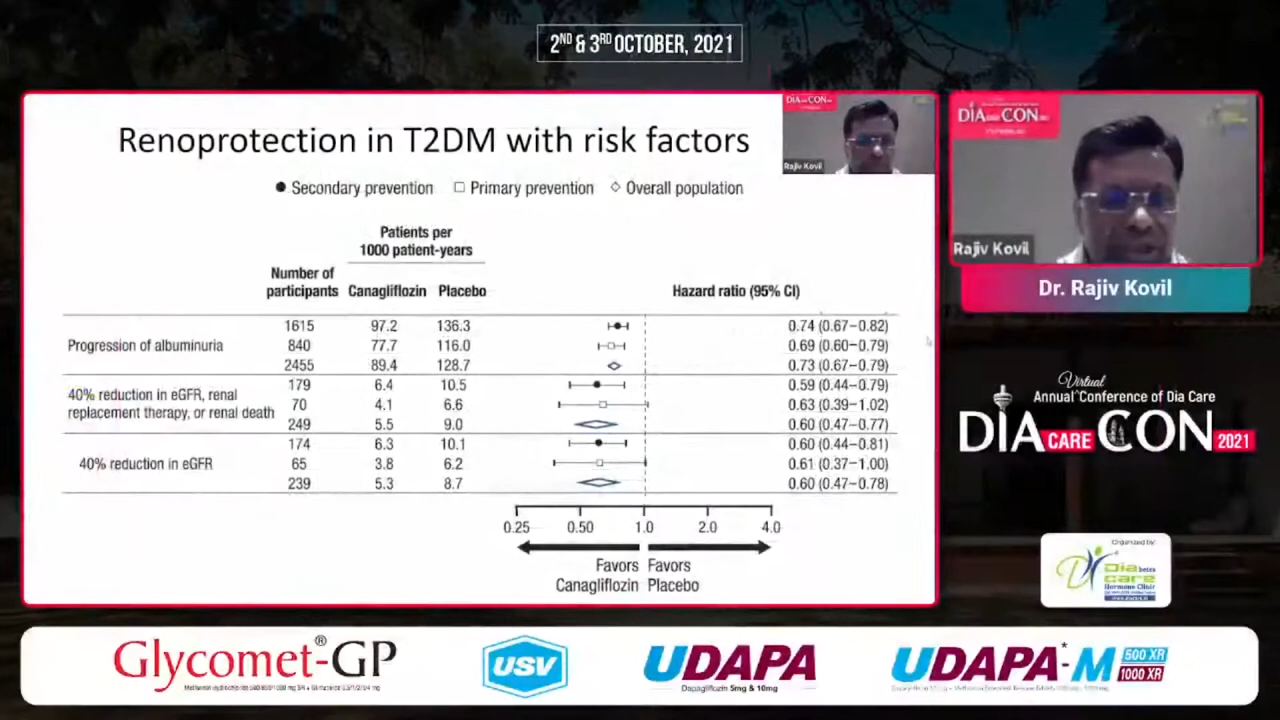 2ND & 3RD OCTOBER, 2021
Renoprotection in T2DM with risk factors
Secondary prevention Primary prevention Overall population
Patients per
1000 patient-years
Number of
participants Canagliflozin Placebo Hazard ratio (95% CI)
1615 97.2 136.3 0.74 (0.67–0.82)
Progression of albuminuria 840 77.7 116.0 0.69 (0.60–0.79)
2455 89.4 128.7 0.73 (0.67–0.79)
179 6.4 10.5 0.59 (0.44–0.79)
40% reduction in eGFR, renal
replacement therapy, or renal death 70 4.1 6.6 0.63 (0.39–1.02)
249 5.5 9.0 0.60 (0.47–0.77)
174 6.3 10.1 0.60 (0.44–0.81)
40% reduction in eGFR 65 3.8 6.2 0.61 (0.37–1.00)
239 5.3 8.7 0.60 (0.47–0.78)
0.25 0.50 1.0 2.0 4.0
Favors Favors
Canagliflozin Placebo
DIA CON
Rajiv Kovil
DIA CON
Rajiv Kovil
Dr. Rajiv Kovil
Virtual
Annual Conference of Dia Care
DIA CARE CON 2021
Organized by:
Diabetes
care
Hormone Clinic
Glycomet®-GP
USV
UDAPA
Dapagliflozin 5mg & 10mg
UDAPA*-M 500 XR
1000 XR